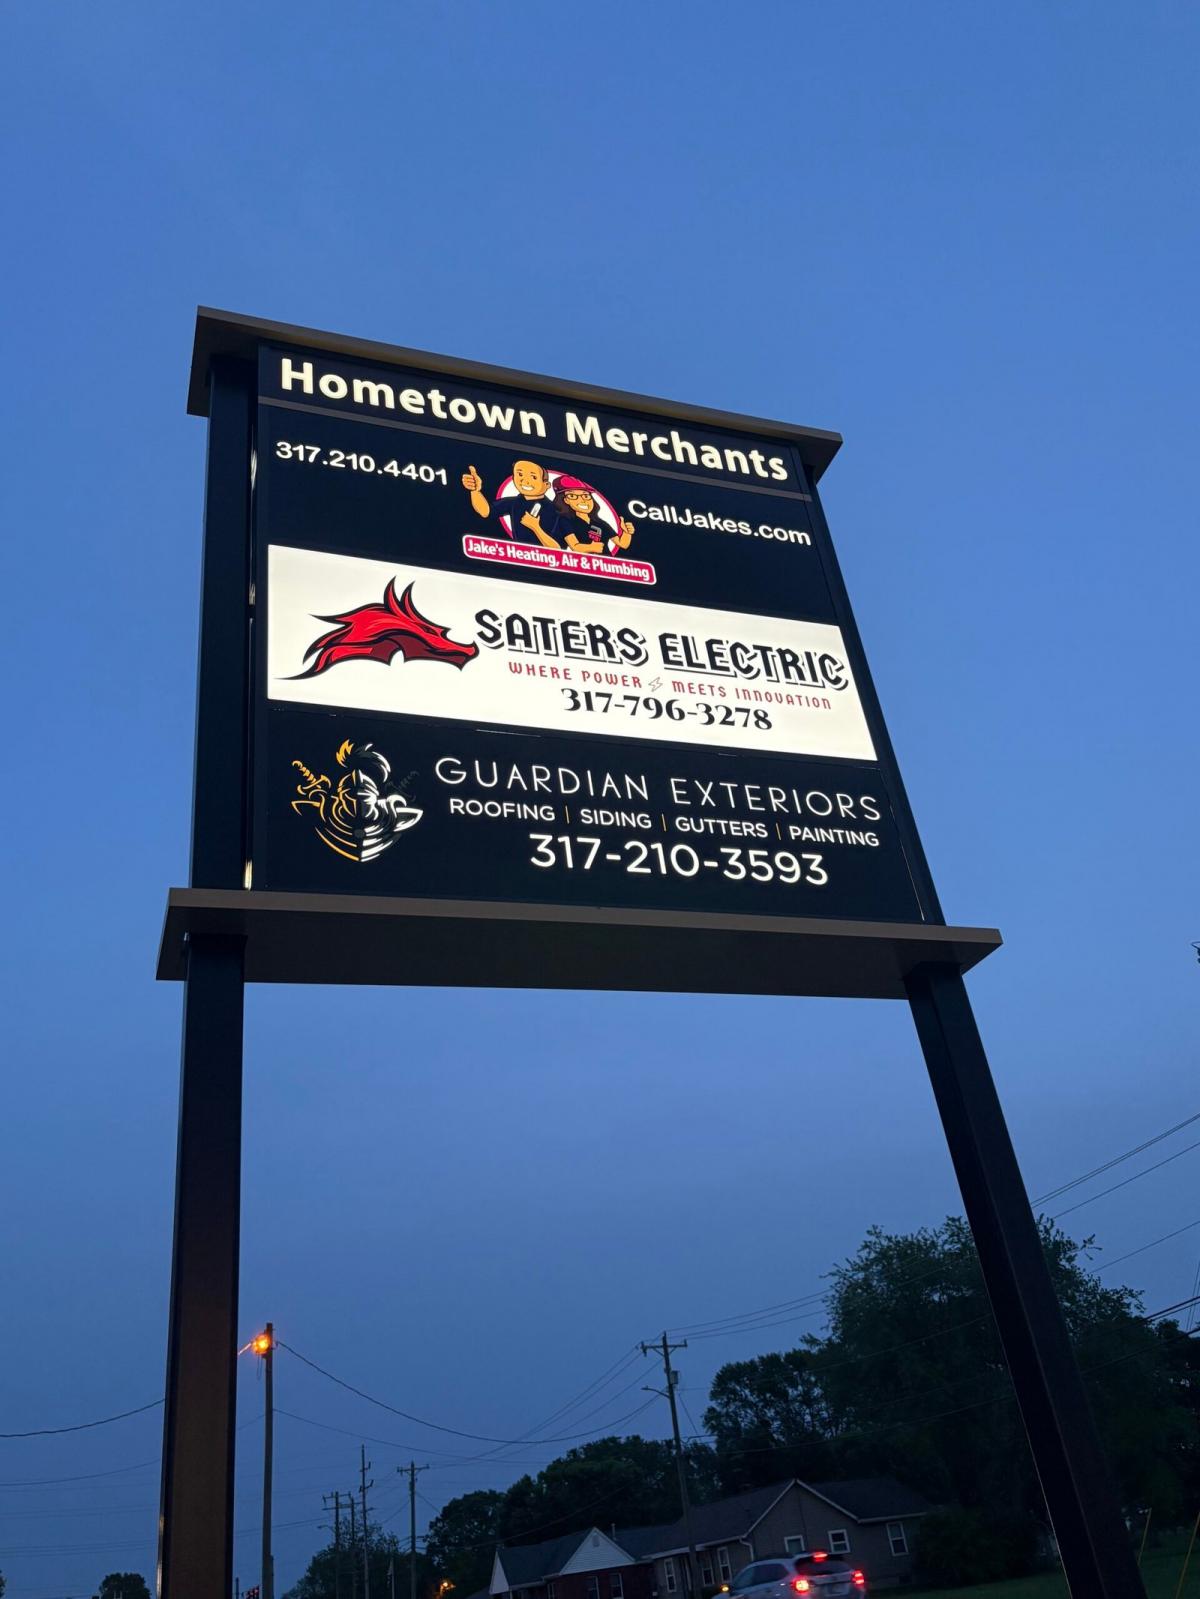 Hometown Merchants
317.210.4401
CallJakes.com
Jake's Heating, Air & Plumbing
SATERS ELECTRIC
WHERE POWER MEETS INNOVATION
317-796-3278
GUARDIAN EXTERIORS
ROOFING | SIDING | GUTTERS | PAINTING
317-210-3593